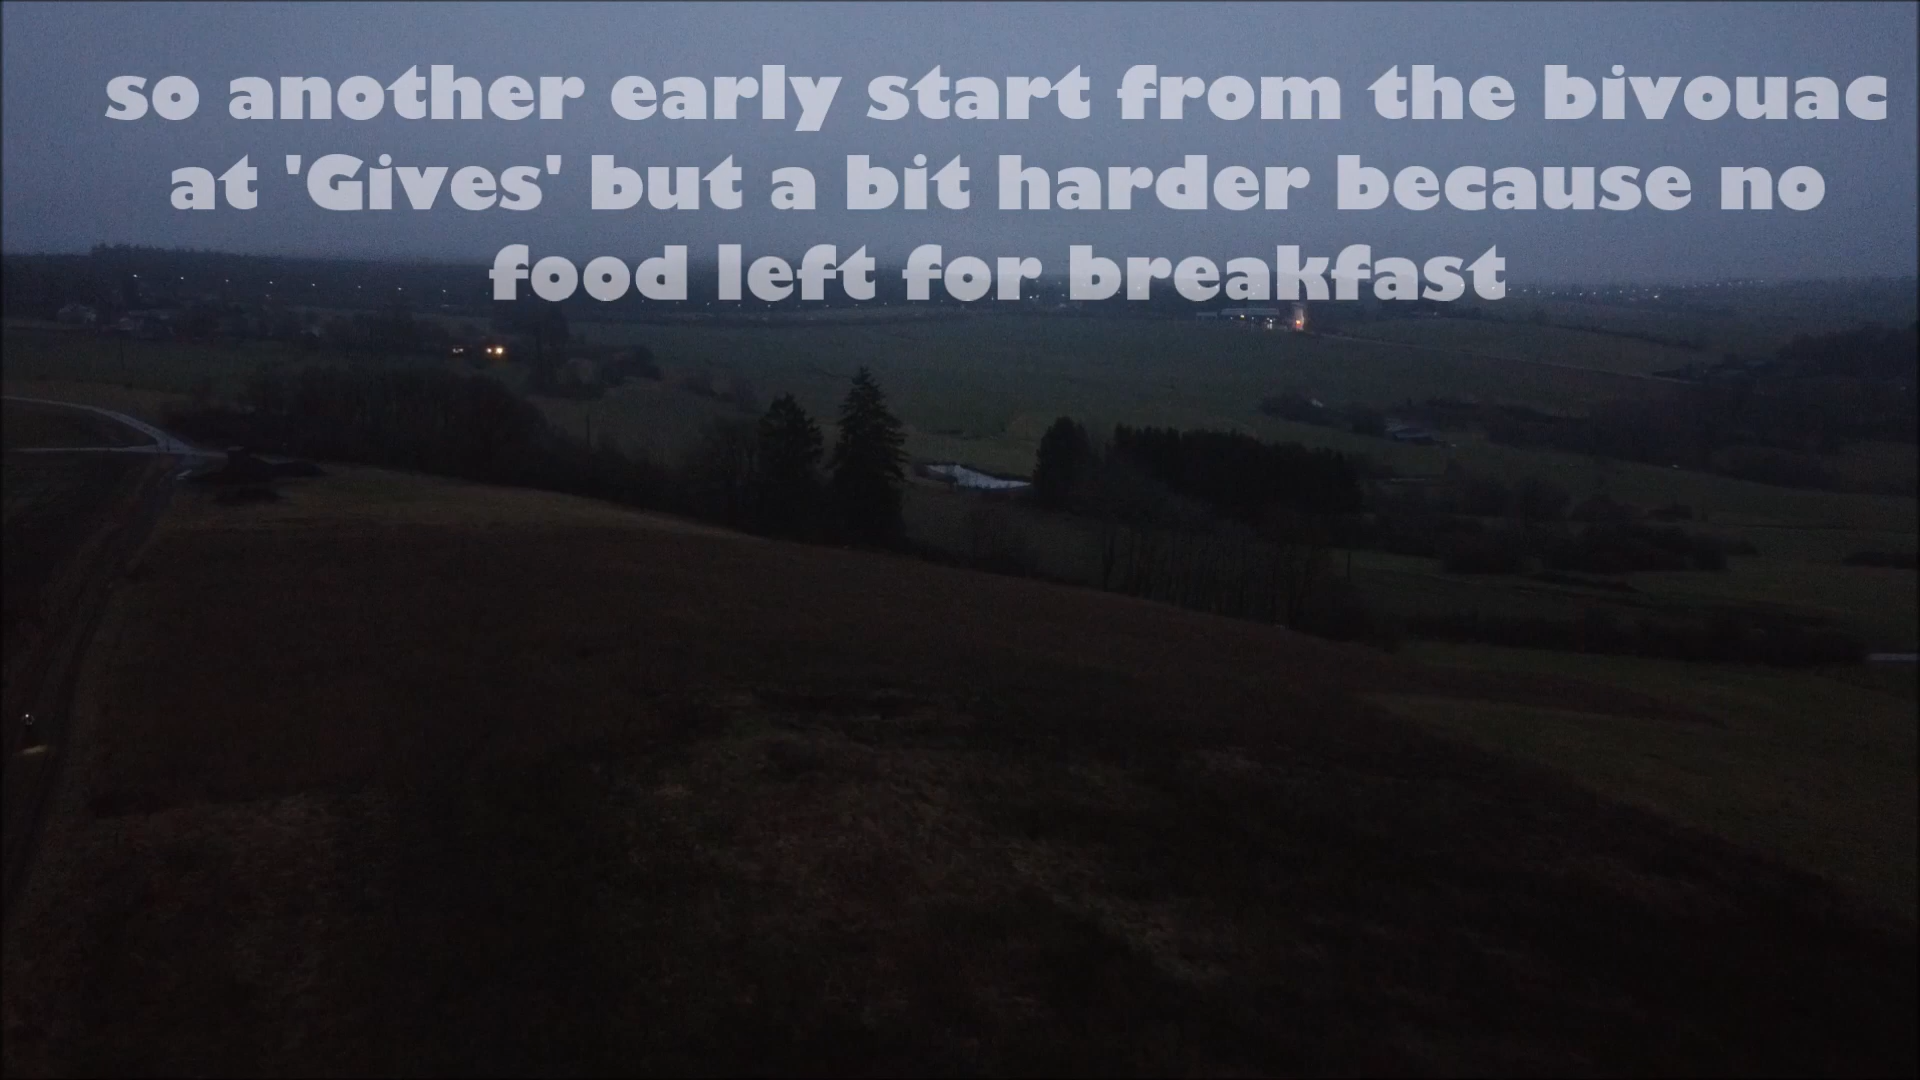 so another early start from the bivouac
at 'Gives' but a bit harder because no
food left for breakfast